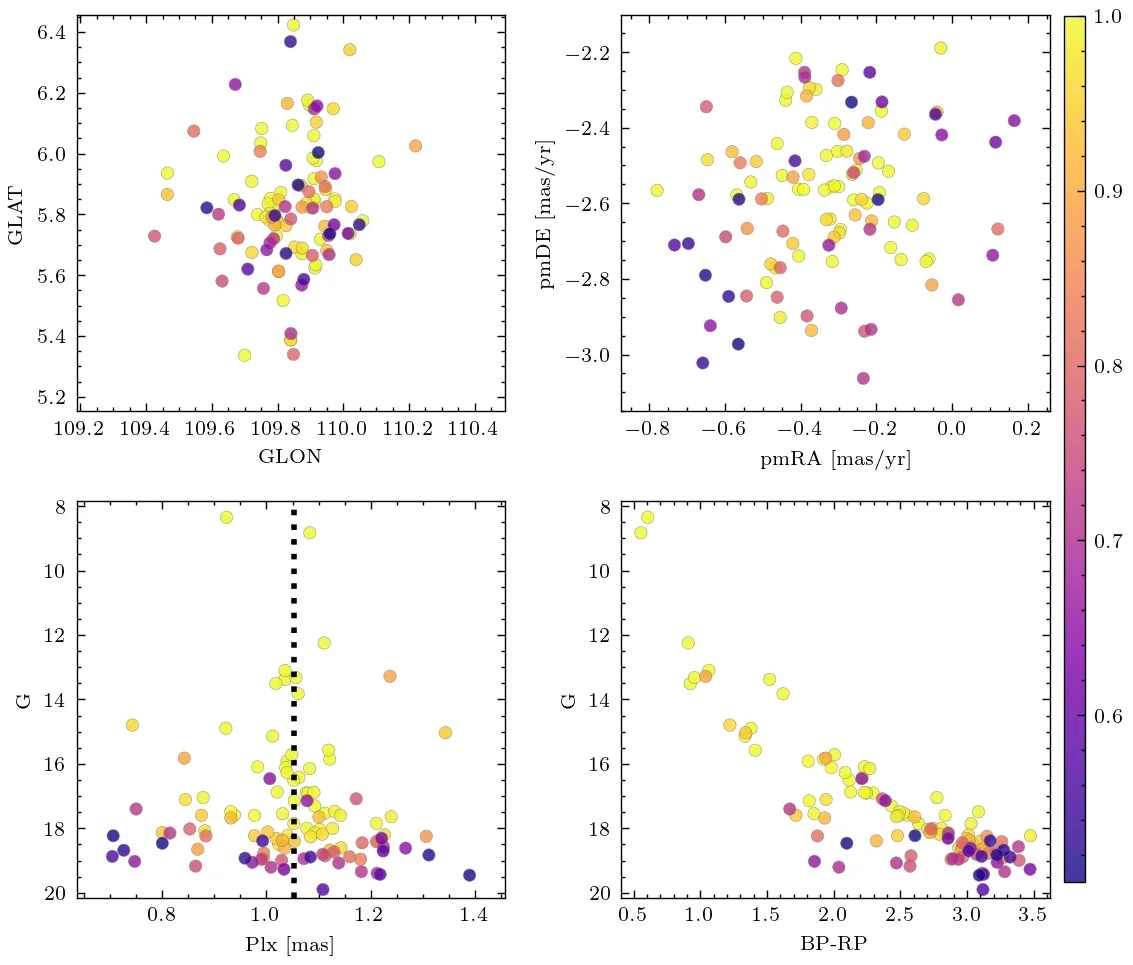 6.4
6.2
6.0
5.8
5.6
5.4
5.2
GLAT
109.2 109.4 109.6 109.8 110.0 110.2 110.4
GLON
−2.2
−2.4
−2.6
−2.8
−3.0
pmDE [mas/yr]
−0.8 −0.6 −0.4 −0.2 0.0 0.2
pmRA [mas/yr]
1.0
0.9
0.8
0.7
0.6
8
10
12
14
16
18
20
G
0.8 1.0 1.2 1.4
Plx [mas]
8
10
12
14
16
18
20
G
0.5 1.0 1.5 2.0 2.5 3.0 3.5
BP-RP